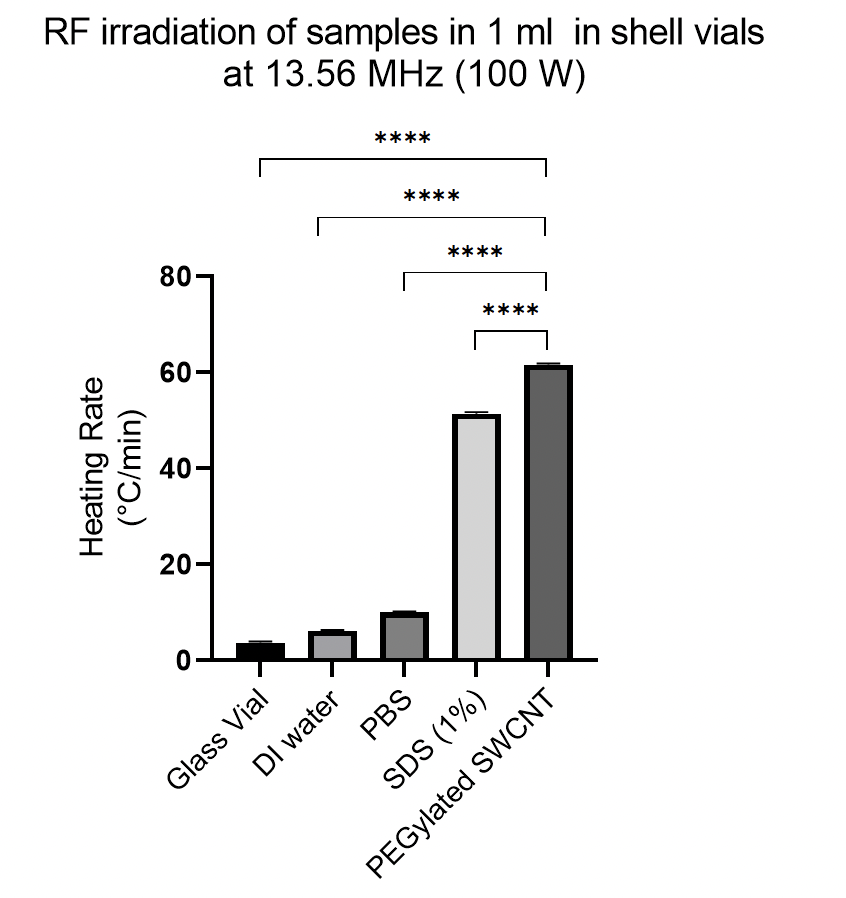 RF irradiation of samples in 1 ml  in shell vials
at 13.56 MHz (100 W)
****
****
****
****
80
60
40
20
0
Heating Rate
(°C/min)
Glass Vial
DI water
PBS
SDS (1%)
PEGylated SWCNT